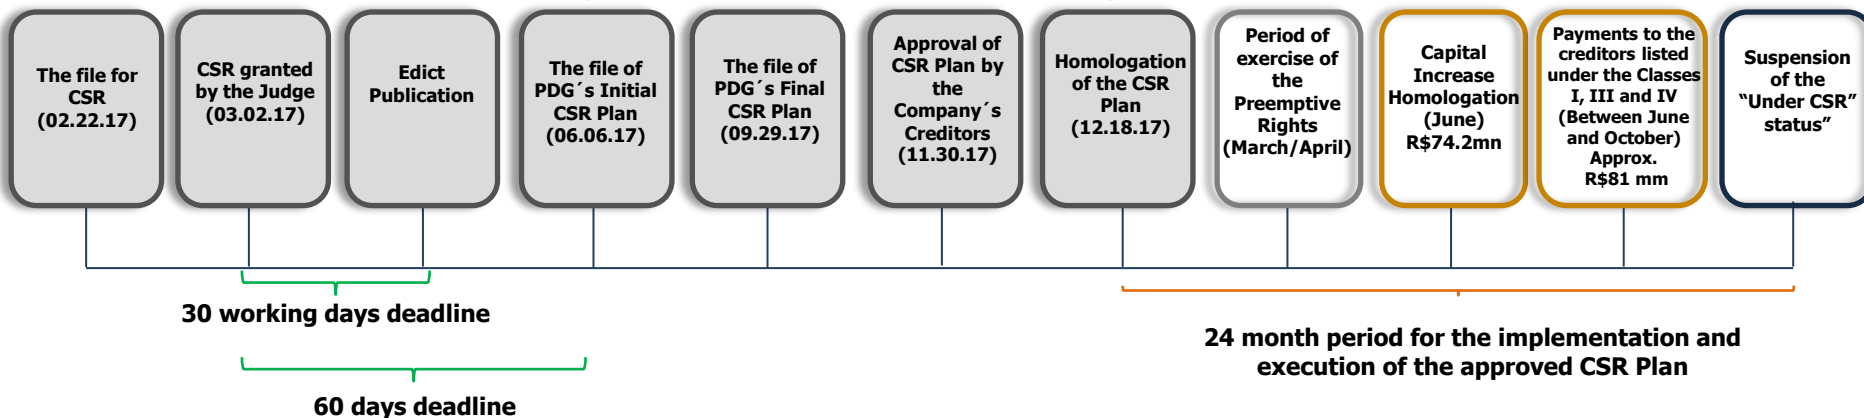 The file for
CSR
(02.22.17)
CSR granted
by the Judge
(03.02.17)
Edict
Publication
The file of
PDG´s Initial
CSR Plan
(06.06.17)
The file of
PDG´s Final
CSR Plan
(09.29.17)
Approval of
CSR Plan by
the
Company´s
Creditors
(11.30.17)
Homologation
of the CSR
Plan
(12.18.17)
Period of
exercise of
the
Preemptive
Rights
(March/April)
Capital
Increase
Homologation
(June)
R$74.2mn
Payments to the
creditors listed
under the Classes
I, III and IV
(Between June
and October)
Approx.
R$81 mm
Suspension
of the
“Under CSR”
status”
30 working days deadline
60 days deadline
24 month period for the implementation and
execution of the approved CSR Plan